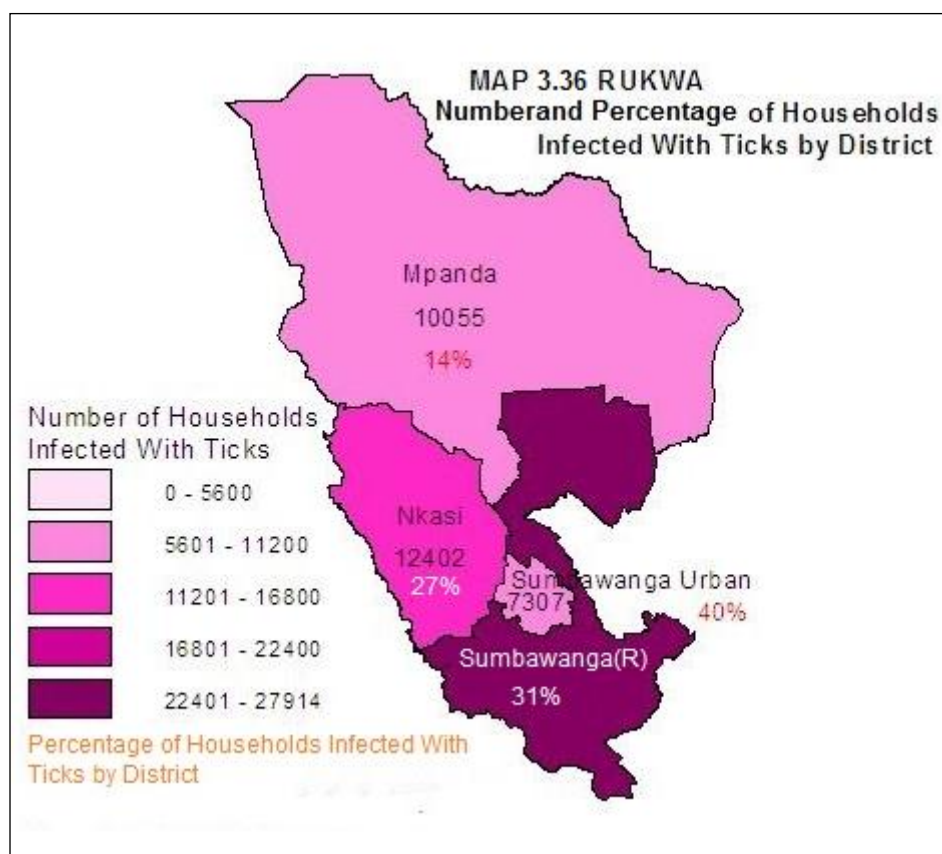 MAP 3.36 RUKWA
Numberand Percentage of Households
Infected With Ticks by District
Mpanda
10055
14%
Number of Households
Infected With Ticks
0 - 5600
5601 - 11200
11201 - 16800
16801 - 22400
22401 - 27914
Percentage of Households Infected With
Ticks by District
Nkasi
12402
27%
Sumbawanga Urban
7307
40%
Sumbawanga(R)
31%